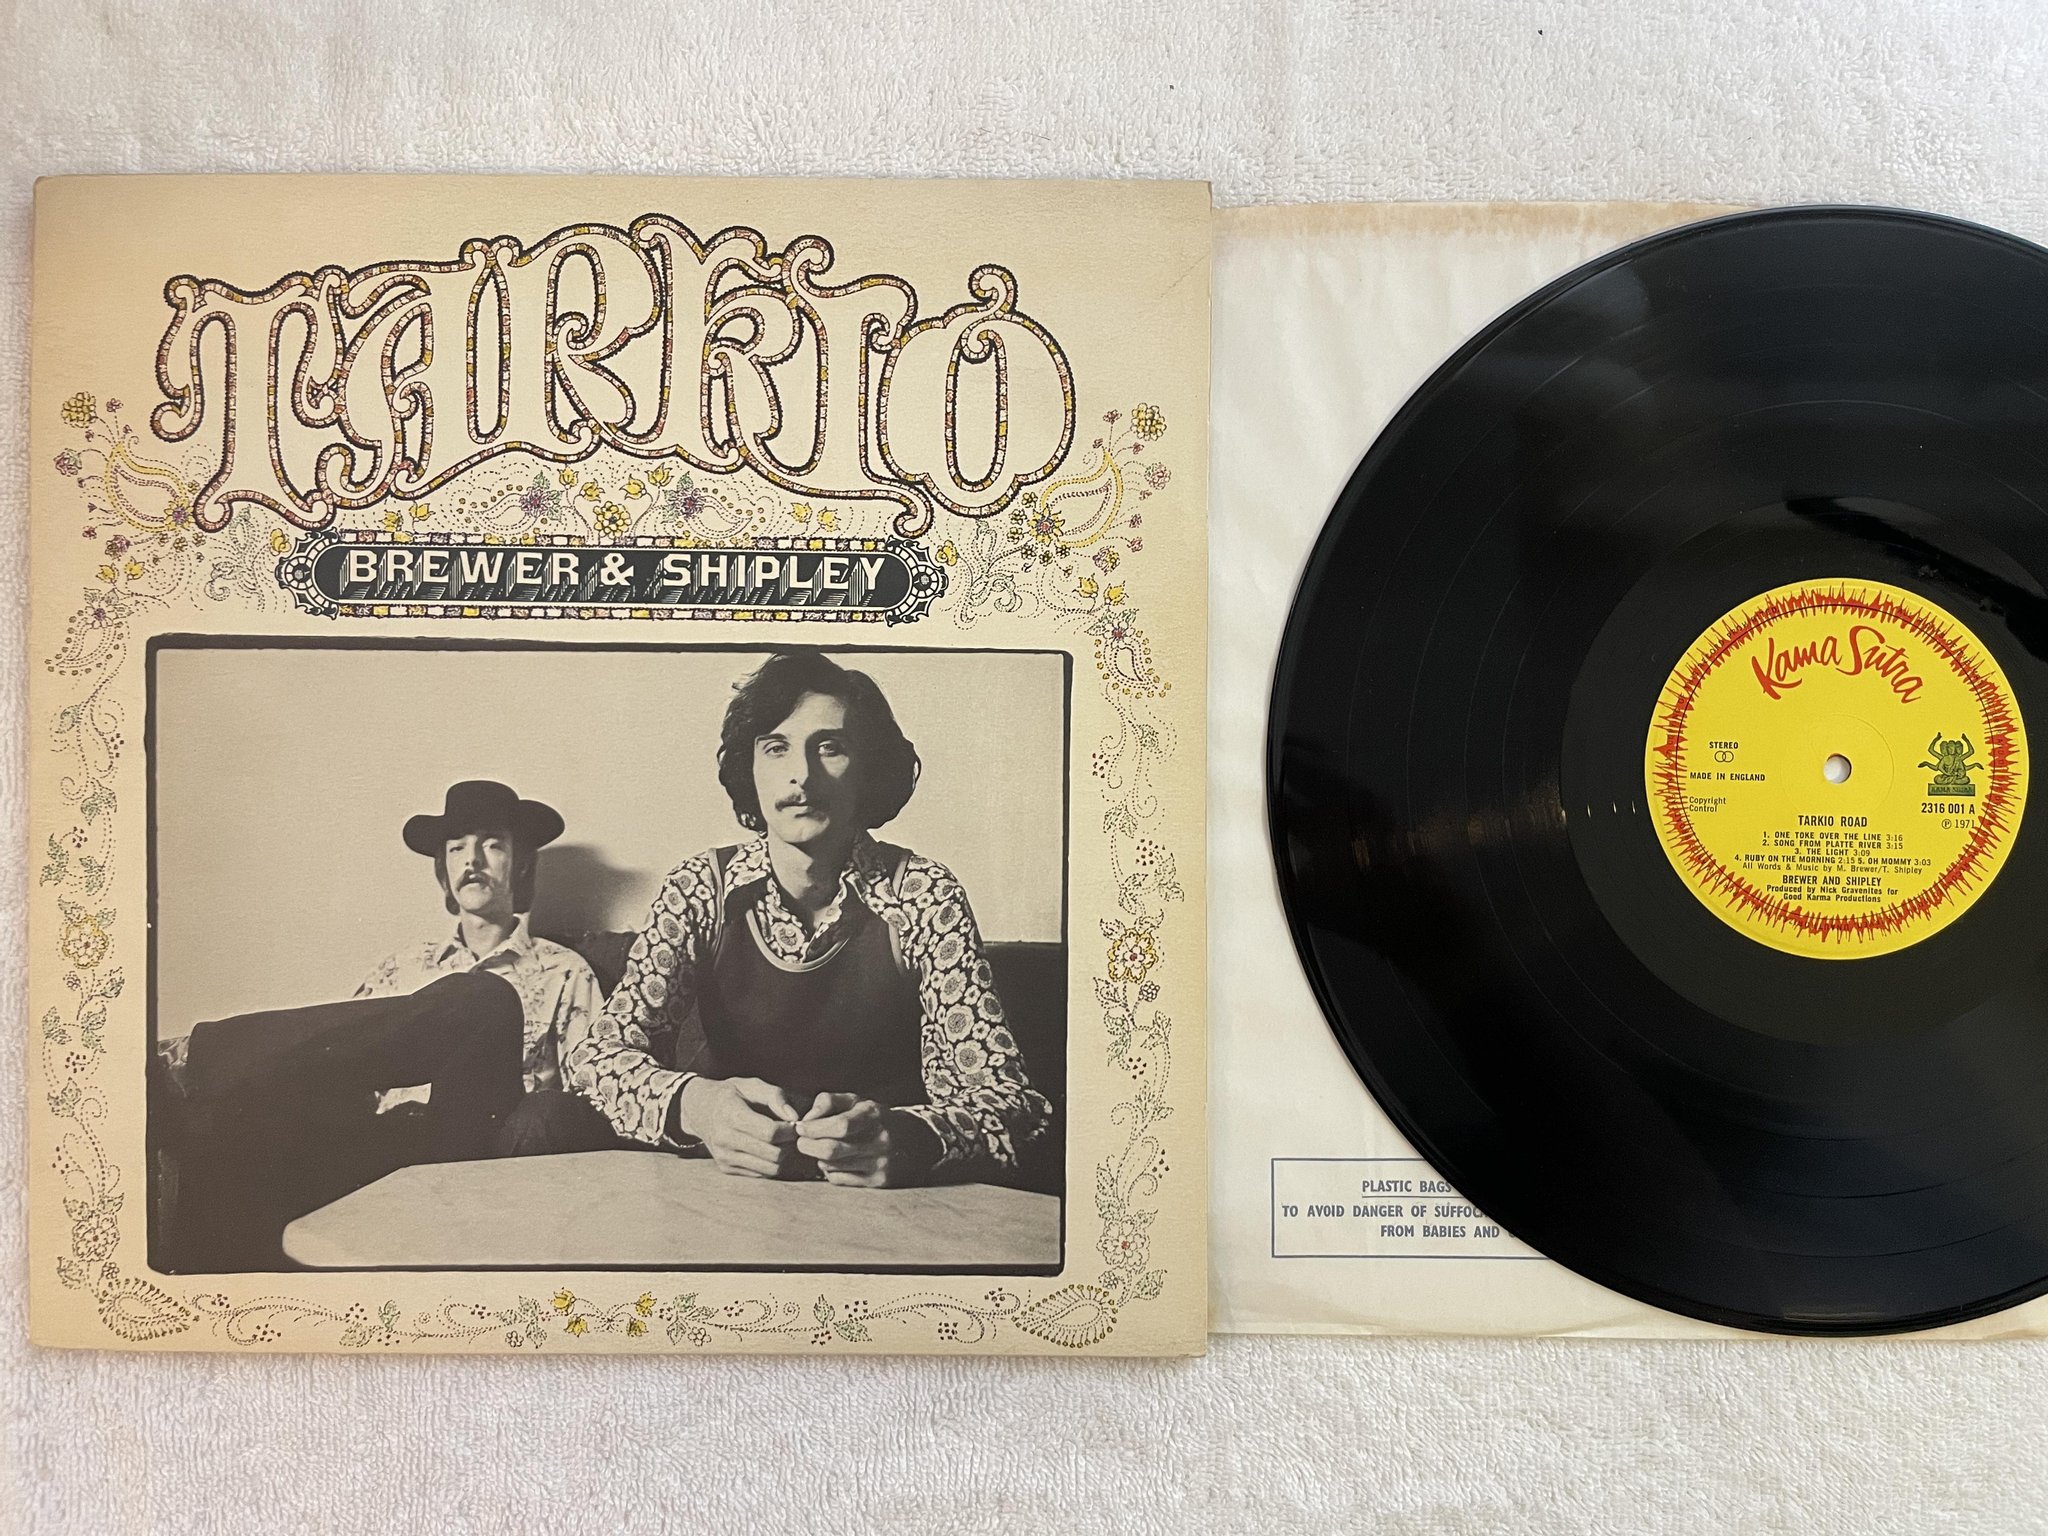 TARKIO
BREWER & SHIPLEY
Kama Sutra
STEREO
MADE IN ENGLAND
Copyright
Control
KAMA SUTRA
2316 001 A
℗ 1971
TARKIO ROAD
1. ONE TOKE OVER THE LINE 3:16
2. SONG FROM PLATTE RIVER 3:15
3. THE LIGHT 3:09
4. RUBY ON THE MORNING 2:15 5. OH MOMMY 3:03
All Words & Music by M. Brewer/T. Shipley
BREWER AND SHIPLEY
Produced by Nick Gravenites for
Good Karma Productions
PLASTIC BAGS
TO AVOID DANGER OF SUFFOC
FROM BABIES AND